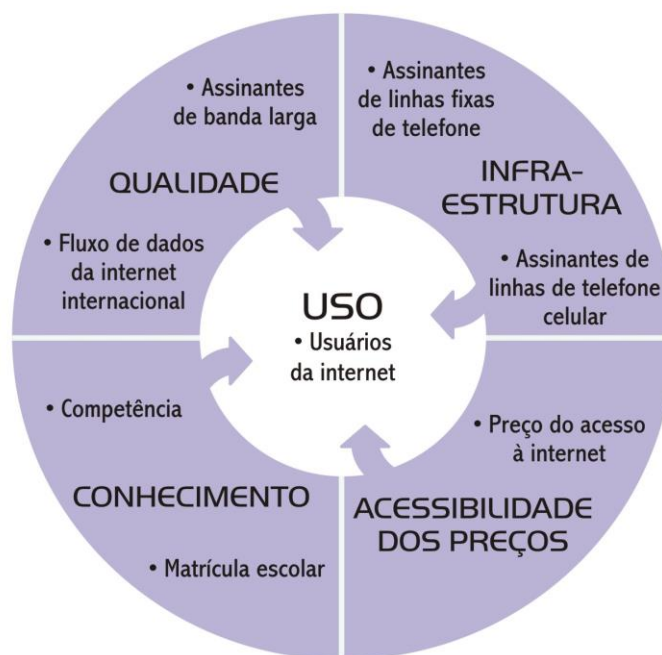 • Assinantes
de banda larga
QUALIDADE
• Fluxo de dados
da internet
internacional
• Assinantes
de linhas fixas
de telefone
INFRA-
ESTRUTURA
• Assinantes de
linhas de telefone
celular
USO
• Usuários
da internet
• Competência
CONHECIMENTO
• Matrícula escolar
• Preço do acesso
à internet
ACESSIBILIDADE
DOS PREÇOS